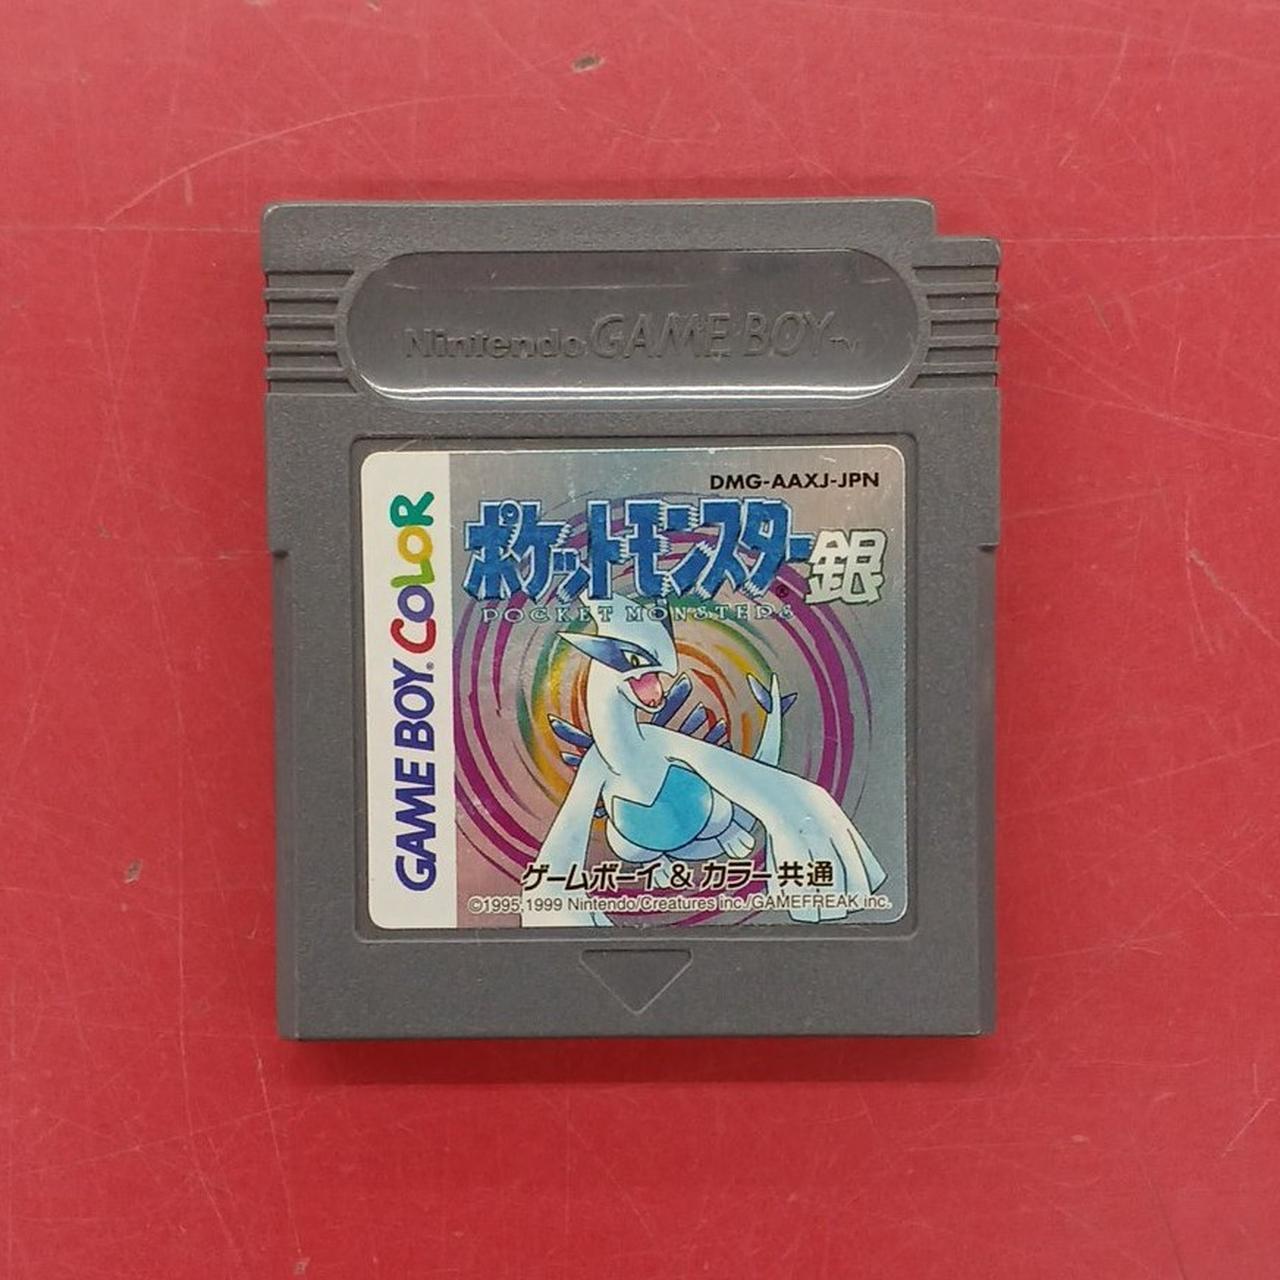 Nintendo GAME BOY™
DMG-AAXJ-JPN
ポケットモンスター®銀
POCKET MONSTERS
GAME BOY® COLOR
ゲームボーイ & カラー共通
©1995,1999 Nintendo/Creatures inc./GAMEFREAK inc.